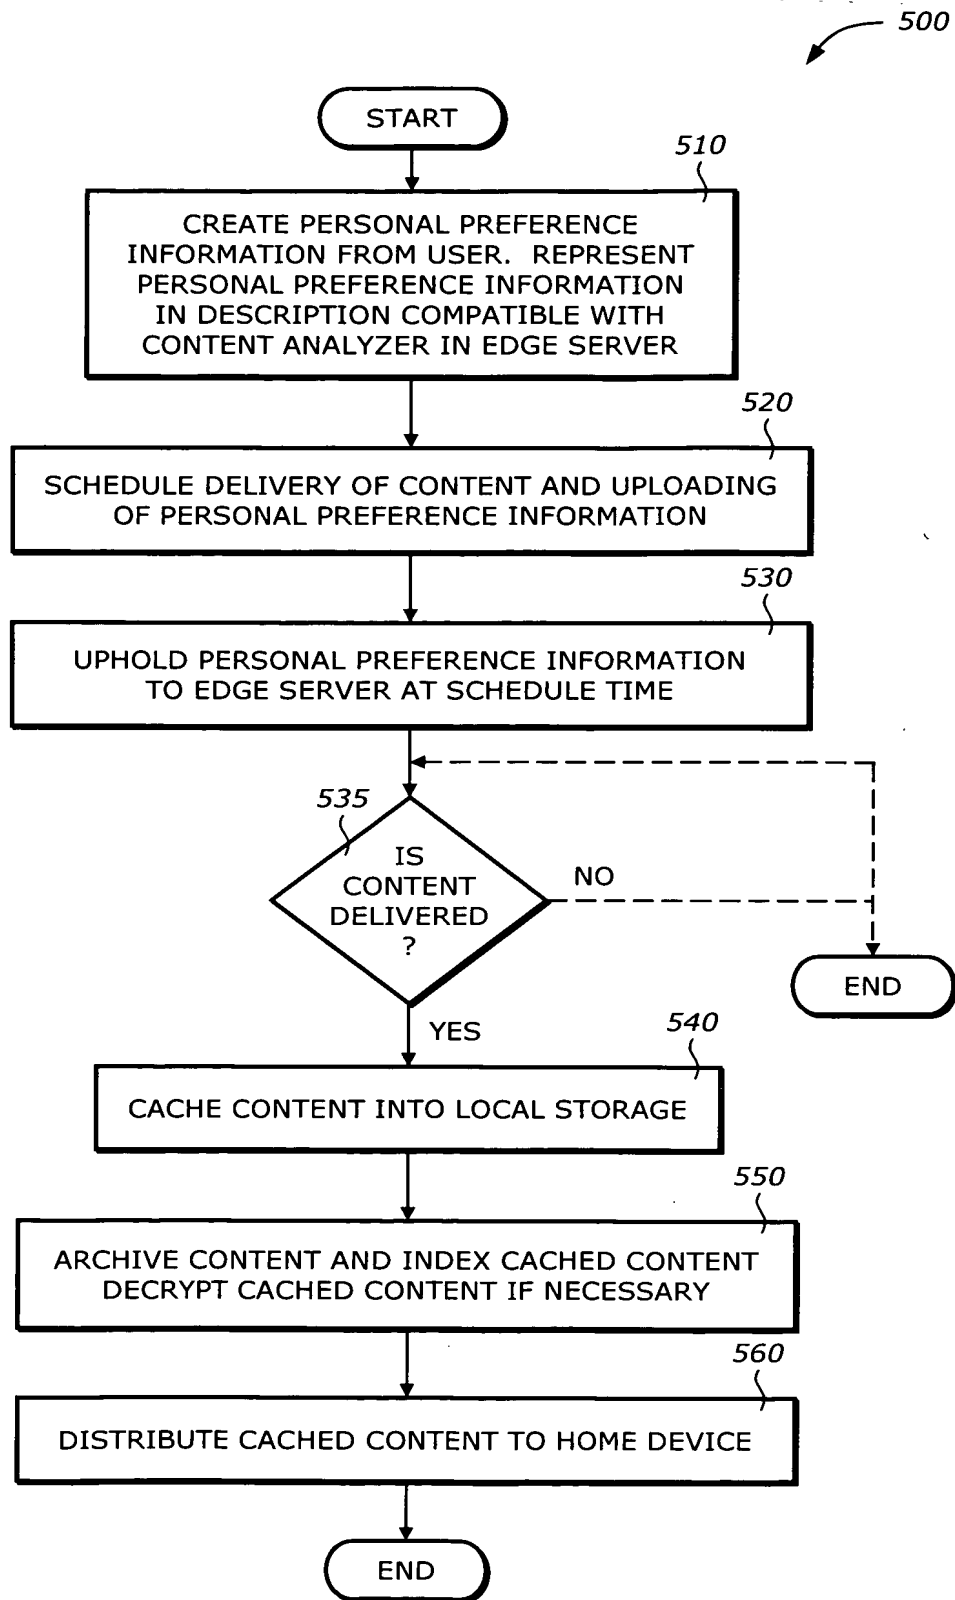 500
START
510
CREATE PERSONAL PREFERENCE
INFORMATION FROM USER. REPRESENT
PERSONAL PREFERENCE INFORMATION
IN DESCRIPTION COMPATIBLE WITH
CONTENT ANALYZER IN EDGE SERVER
520
SCHEDULE DELIVERY OF CONTENT AND UPLOADING
OF PERSONAL PREFERENCE INFORMATION
530
UPHOLD PERSONAL PREFERENCE INFORMATION
TO EDGE SERVER AT SCHEDULE TIME
535
IS
CONTENT
DELIVERED
?
NO
END
YES
540
CACHE CONTENT INTO LOCAL STORAGE
550
ARCHIVE CONTENT AND INDEX CACHED CONTENT
DECRYPT CACHED CONTENT IF NECESSARY
560
DISTRIBUTE CACHED CONTENT TO HOME DEVICE
END